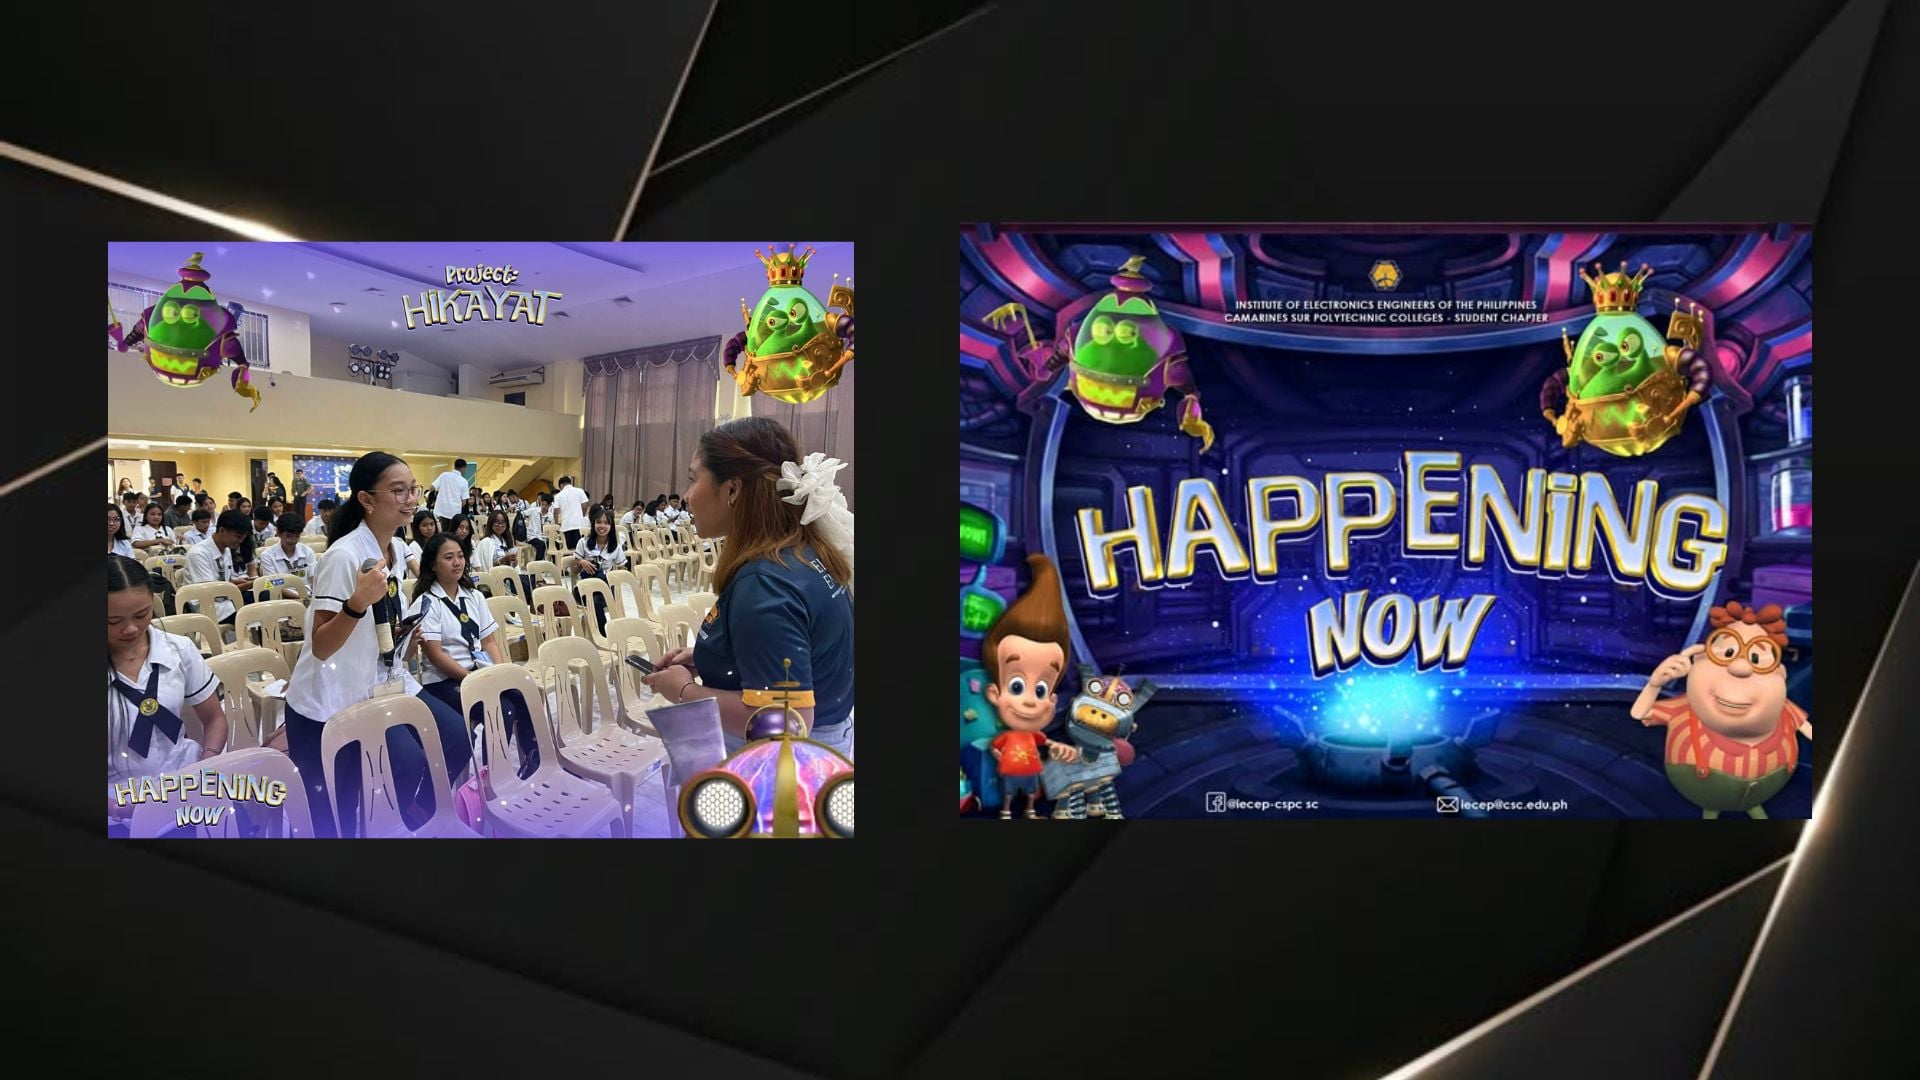 Project:
HIKAYAT
HAPPENING
NOW
INSTITUTE OF ELECTRONICS ENGINEERS OF THE PHILIPPINES
CAMARINES SUR POLYTECHNIC COLLEGES - STUDENT CHAPTER
HAPPENING
NOW
@iecep-cspc sc
iecep@csc.edu.ph